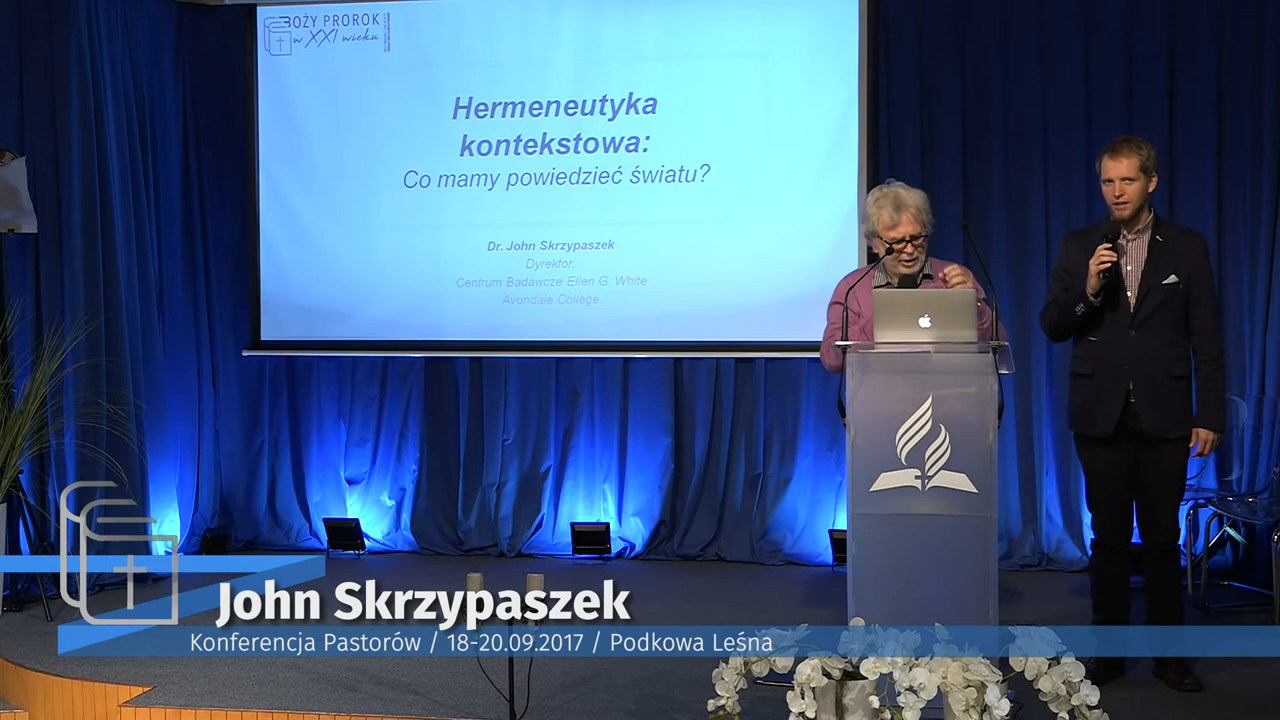 BOŻY PROROK
w XXI wieku
Hermeneutyka
kontekstowa:
Co mamy powiedzieć światu?
Dr. John Skrzypaszek
Dyrektor,
Centrum Badawcze Ellen G. White
Avondale College
John Skrzypaszek
Konferencja Pastorów / 18-20.09.2017 / Podkowa Leśna